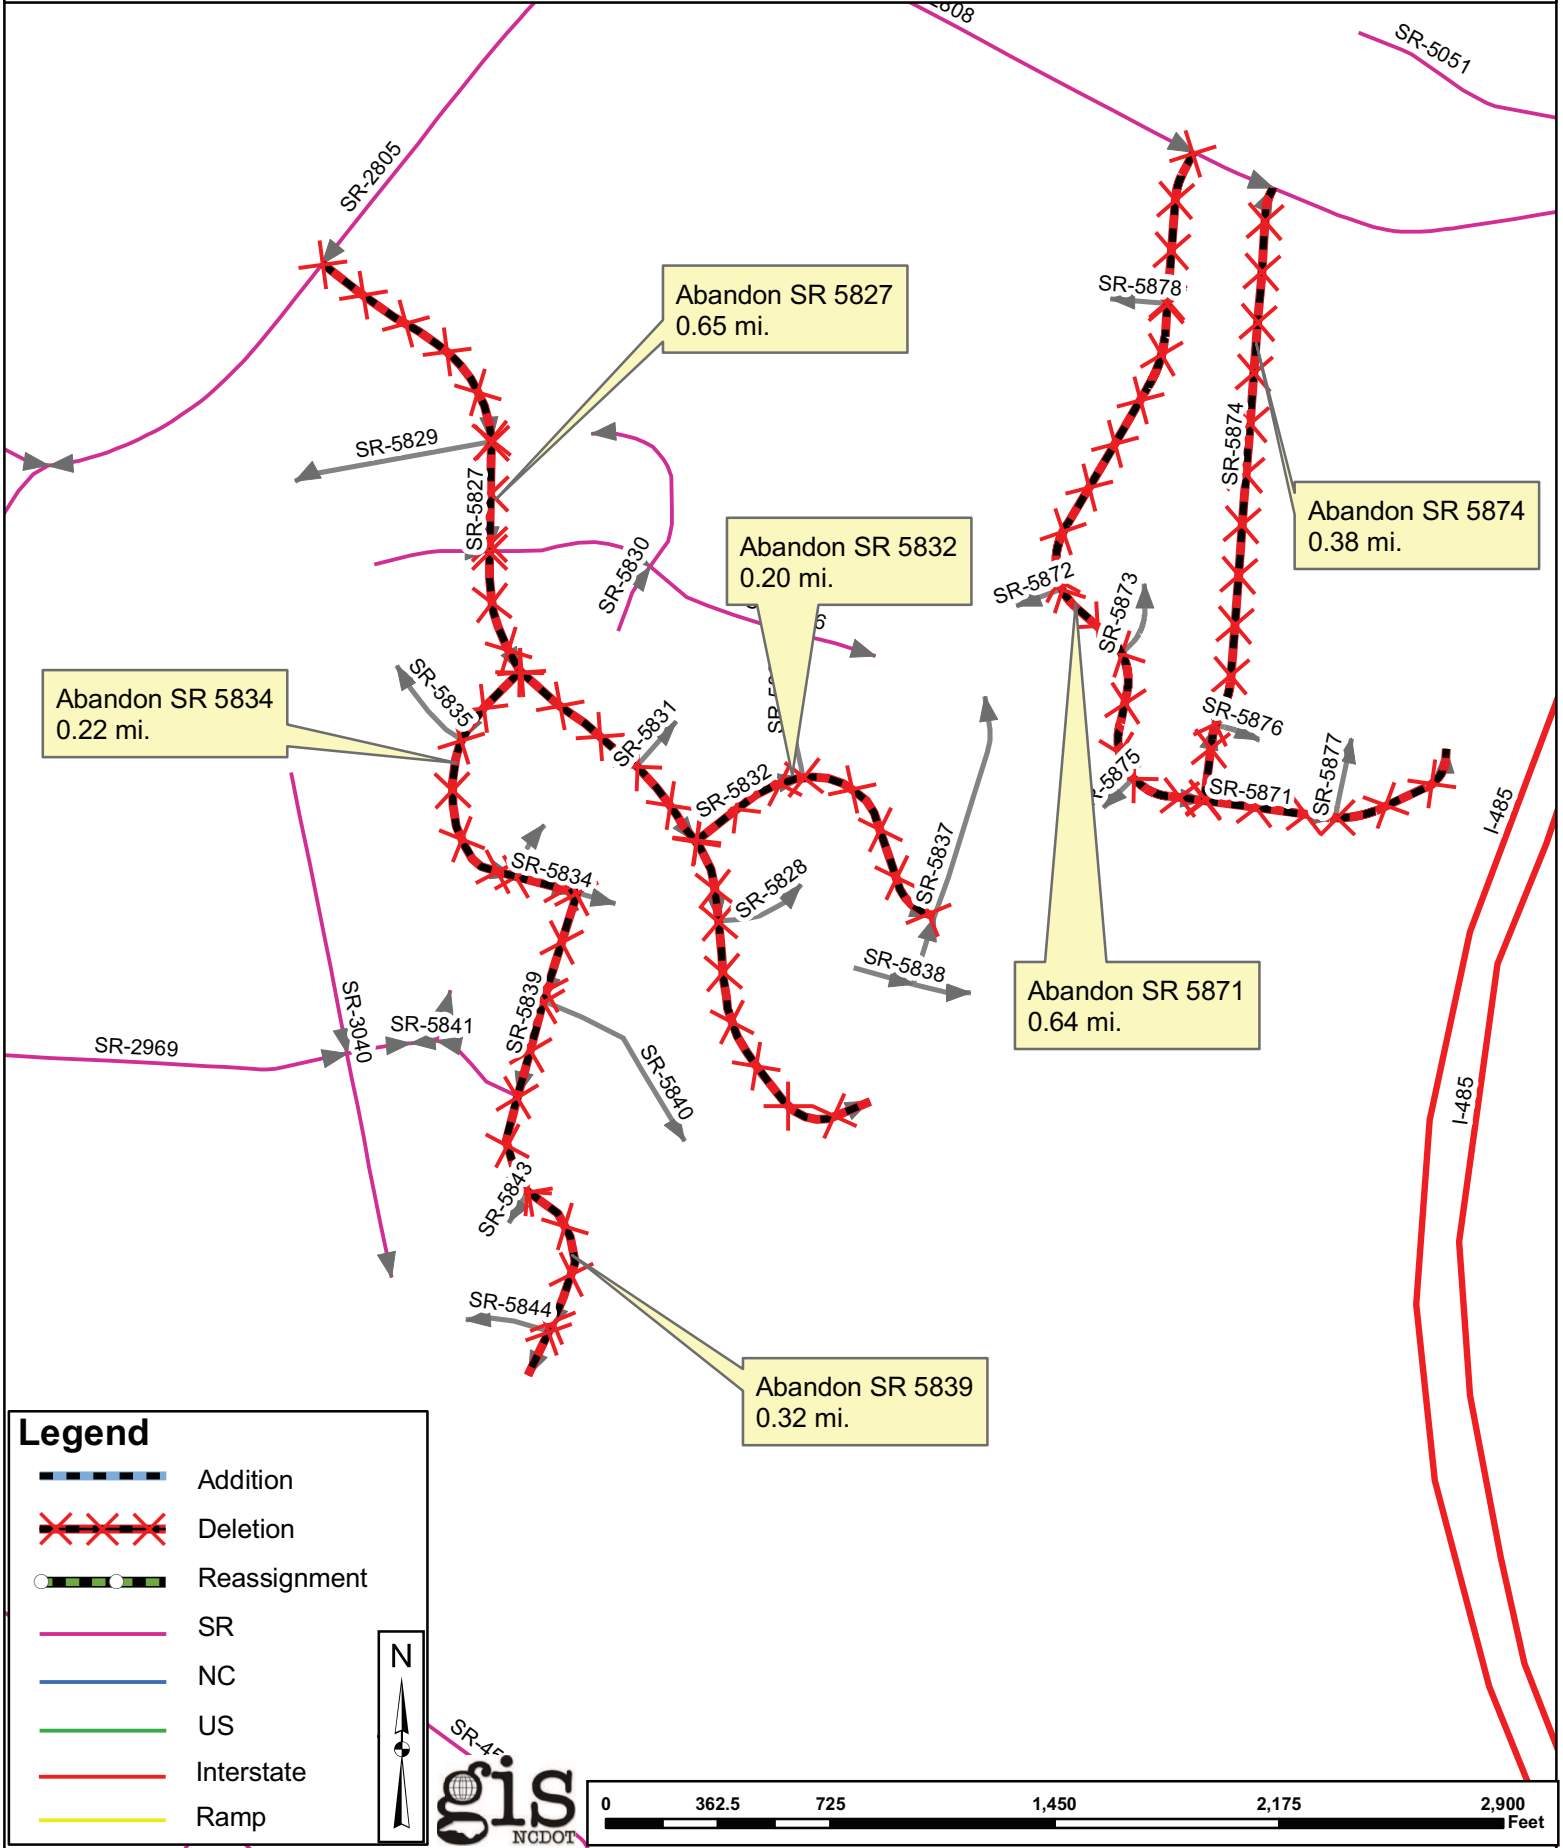 SR-5051
SR-2805
SR-5878
Abandon SR 5827
0.65 mi.
SR-5829
SR-5827
SR-5874
Abandon SR 5874
0.38 mi.
Abandon SR 5832
0.20 mi.
SR-5830
SR-5872
SR-5873
Abandon SR 5834
0.22 mi.
SR-5835
SR-5831
SR-5876
SR-5877
SR-5832
SR-5871
I-485
SR-5834
SR-5828
SR-5837
SR-5838
Abandon SR 5871
0.64 mi.
SR-5839
SR-3040
SR-5841
SR-2969
SR-5840
I-485
SR-5843
SR-5844
Abandon SR 5839
0.32 mi.
Legend
Addition
Deletion
Reassignment
SR
NC
US
Interstate
Ramp
N
gis
NCDOT
0 362.5 725 1,450 2,175 2,900
Feet